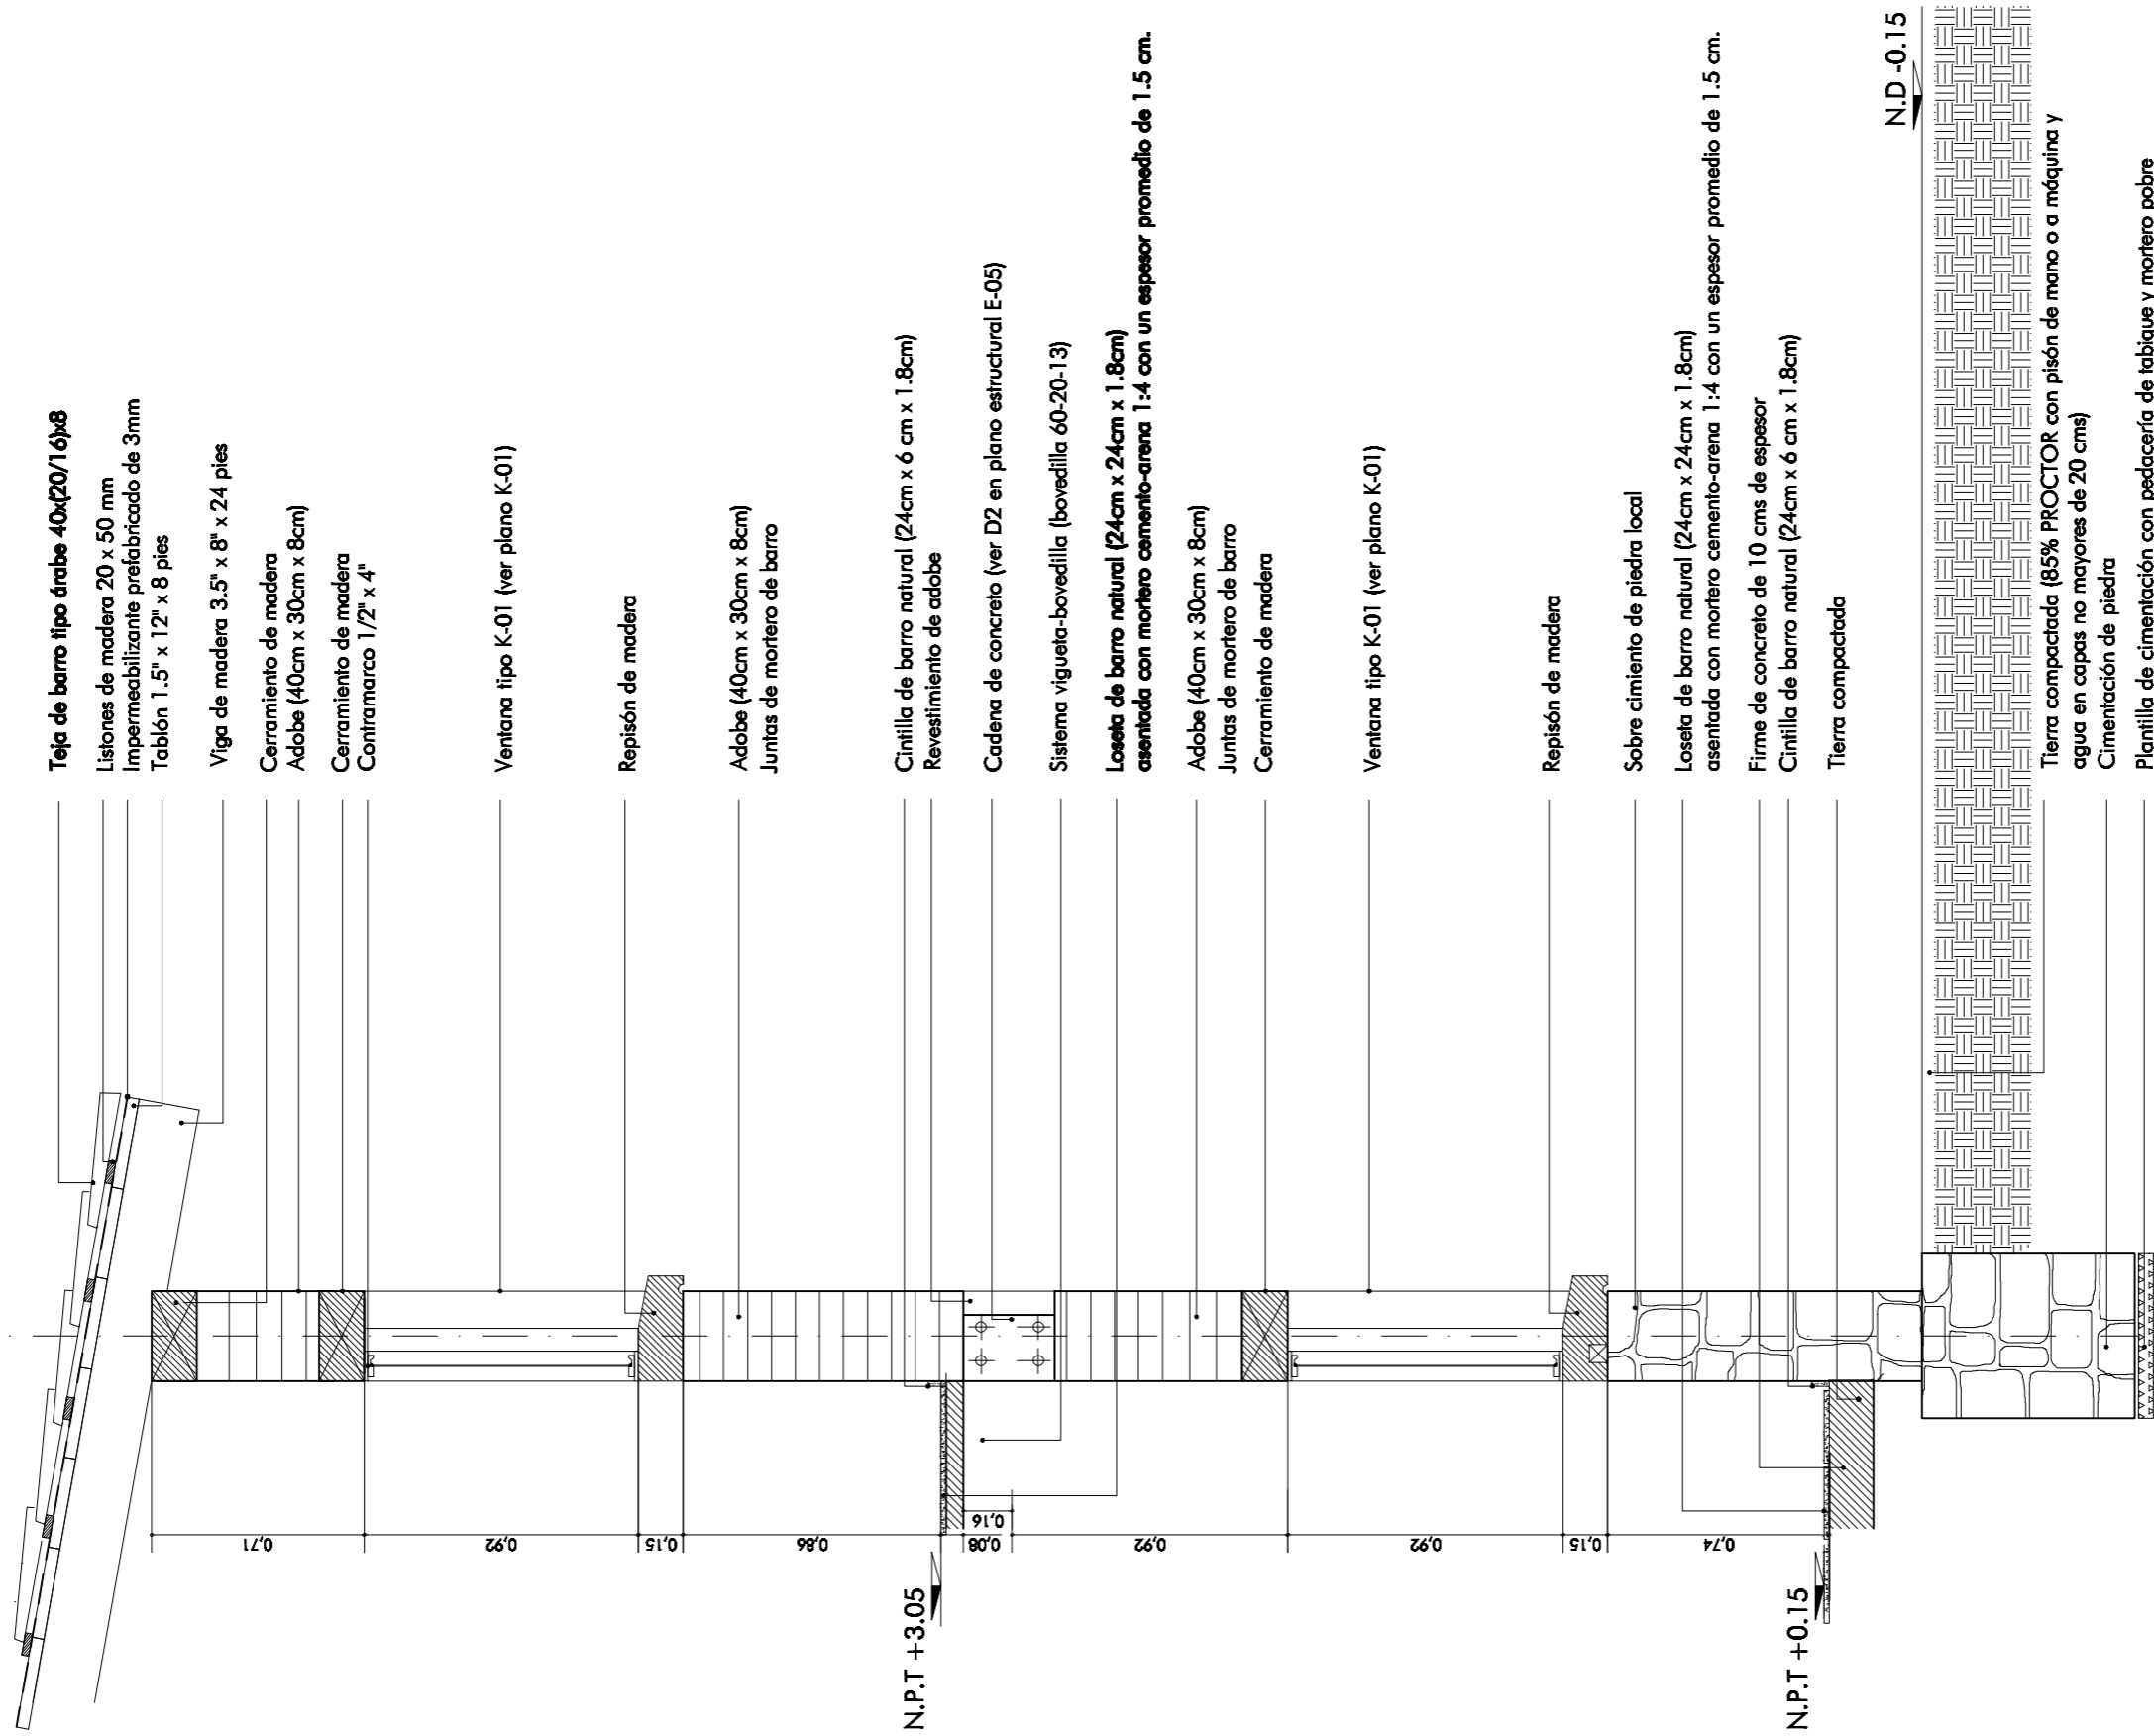 Teja de barro tipo árabe 40x(20/16)x8
Listones de madera 20 x 50 mm
Impermeabilizante prefabricado de 3mm
Tablón 1.5" x 12" x 8 pies
Viga de madera 3.5" x 8" x 24 pies
Cerramiento de madera
Adobe (40cm x 30cm x 8cm)
Cerramiento de madera
Contramarco 1/2" x 4"
Ventana tipo K-01 (ver plano K-01)
Repisón de madera
Adobe (40cm x 30cm x 8cm)
Juntas de mortero de barro
Cintilla de barro natural (24cm x 6 cm x 1.8cm)
Revestimiento de adobe
Cadena de concreto (ver D2 en plano estructural E-05)
Sistema vigueta-bovedilla (bovedilla 60-20-13)
Loseta de barro natural (24cm x 24cm x 1.8cm)
asentada con mortero cemento-arena 1:4 con un espesor promedio de 1.5 cm.
Adobe (40cm x 30cm x 8cm)
Juntas de mortero de barro
Cerramiento de madera
Ventana tipo K-01 (ver plano K-01)
Repisón de madera
Sobre cimiento de piedra local
Loseta de barro natural (24cm x 24cm x 1.8cm)
asentada con mortero cemento-arena 1:4 con un espesor promedio de 1.5 cm.
Firme de concreto de 10 cms de espesor
Cintilla de barro natural (24cm x 6 cm x 1.8cm)
Tierra compactada
N.D -0.15
Tierra compactada (85% PROCTOR con pisón de mano o a máquina y
agua en capas no mayores de 20 cms)
Cimentación de piedra
Plantilla de cimentación con pedacería de tabique y mortero pobre
0,71
0,92
0,15
0,86
0,08
0,16
0,92
0,92
0,15
0,74
N.P.T +3.05
N.P.T +0.15